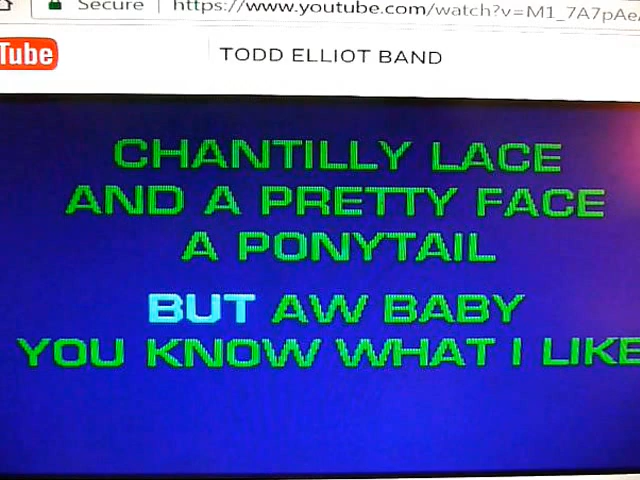 Secure | https://www.youtube.com/watch?v=M1_7A7pAe
Tube
TODD ELLIOT BAND
CHANTILLY LACE
AND A PRETTY FACE
A PONYTAIL
BUT AW BABY
YOU KNOW WHAT I LIKE